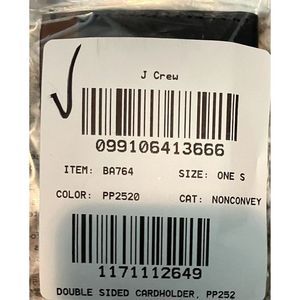 J Crew
099106413666
ITEM: BA764 SIZE: ONE S
COLOR: PP2520 CAT: NONCONVEY
1171112649
DOUBLE SIDED CARDHOLDER, PP252